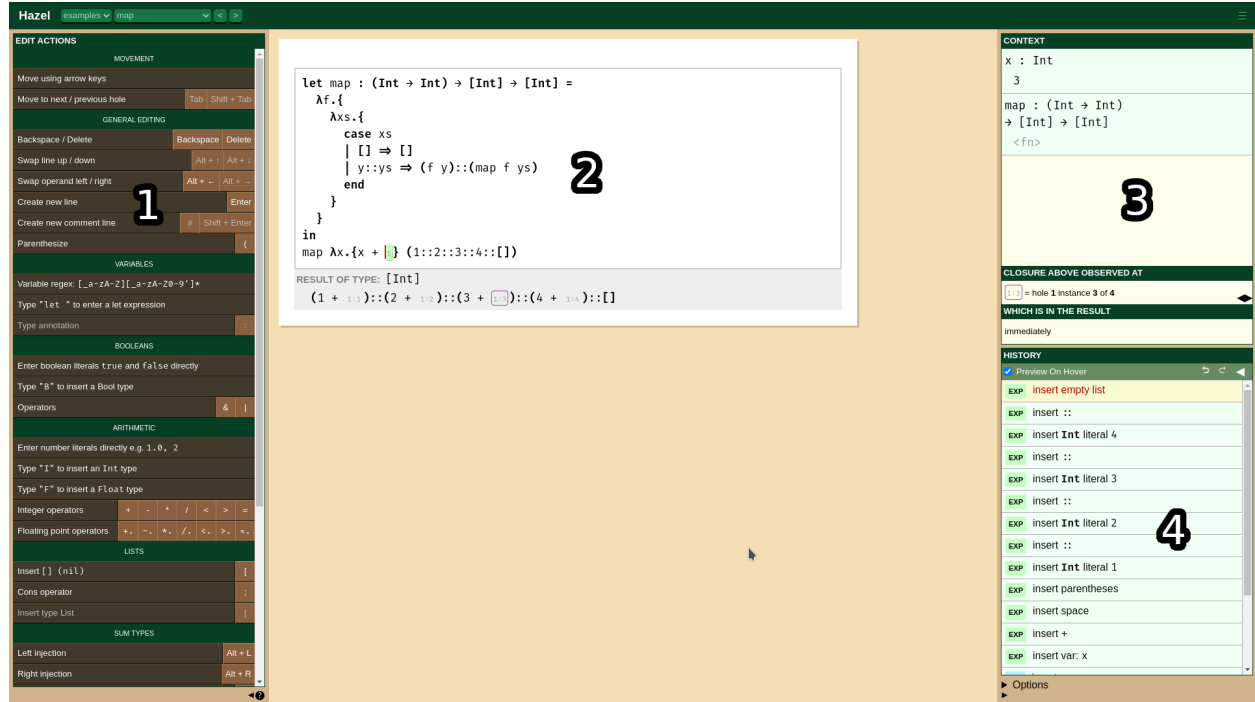 Hazel examples map < >
EDIT ACTIONS
MOVEMENT
Move using arrow keys
Move to next / previous hole Tab Shift + Tab
GENERAL EDITING
Backspace / Delete Backspace Delete
Swap line up / down Alt + ↑ Alt + ↓
Swap operand left / right Alt + ← Alt + →
Create new line Enter
Create new comment line # Shift + Enter
Parenthesize (
VARIABLES
Variable regex: [_a-zA-Z][_a-zA-Z0-9']*
Type "let " to enter a let expression
Type annotation :
BOOLEANS
Enter boolean literals true and false directly
Type "B" to insert a Bool type
Operators & |
ARITHMETIC
Enter number literals directly e.g. 1.0, 2
Type "I" to insert an Int type
Type "F" to insert a Float type
Integer operators + - * / < > =
Floating point operators +. -. *. /. <. >. =.
LISTS
Insert [] (nil) [
Cons operator ;
Insert type List [
SUM TYPES
Left injection Alt + L
Right injection Alt + R
1
let map : (Int → Int) → [Int] → [Int] =
λf.{
λxs.{
case xs
| [] ⇒ []
| y::ys ⇒ (f y)::(map f ys)
end
}
}
in
map λx.{x + 1} (1::2::3::4::[])
RESULT OF TYPE: [Int]
(1 + 1:1)::(2 + 1:2)::(3 + 1:3)::(4 + 1:4)::[]
2
CONTEXT
x : Int
3
map : (Int → Int)
→ [Int] → [Int]
<fn>
3
CLOSURE ABOVE OBSERVED AT
1:3 = hole 1 instance 3 of 4
WHICH IS IN THE RESULT
immediately
HISTORY
Preview On Hover
EXP insert empty list
EXP insert ::
EXP insert Int literal 4
EXP insert ::
EXP insert Int literal 3
EXP insert ::
EXP insert Int literal 2
EXP insert ::
EXP insert Int literal 1
EXP insert parentheses
EXP insert space
EXP insert +
EXP insert var: x
4
Options